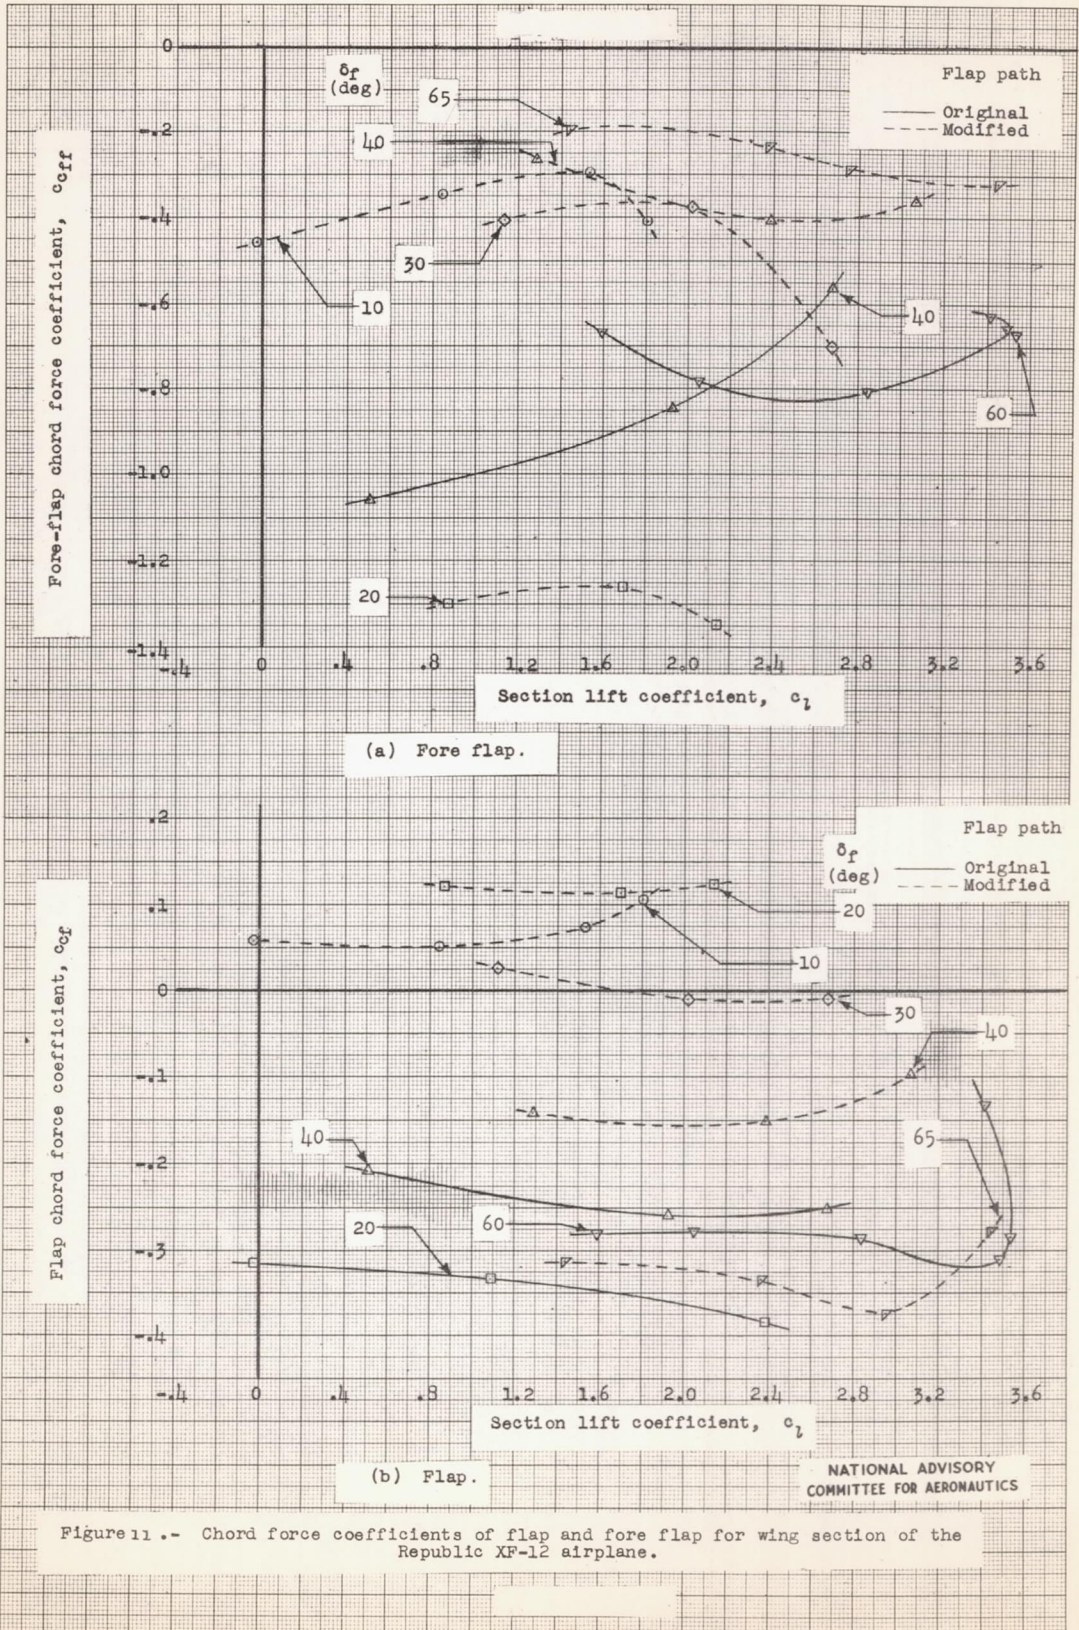 0
δf
(deg)
Flap path
65
Original
Modified
-.2
40
-.4
30
10
-.6
40
-.8
60
-1.0
-1.2
20
-1.4
-.4 0 .4 .8 1.2 1.6 2.0 2.4 2.8 3.2 3.6
Fore-flap chord force coefficient, ccff
Section lift coefficient, cl
(a) Fore flap.
.2
Flap path
δf
(deg)
Original
Modified
.1
20
10
0
30
40
-.1
40
65
-.2
60
20
-.3
-.4
-.4 0 .4 .8 1.2 1.6 2.0 2.4 2.8 3.2 3.6
Flap chord force coefficient, ccf
Section lift coefficient, cl
(b) Flap.
NATIONAL ADVISORY
COMMITTEE FOR AERONAUTICS
Figure 11 .- Chord force coefficients of flap and fore flap for wing section of the
Republic XF-12 airplane.